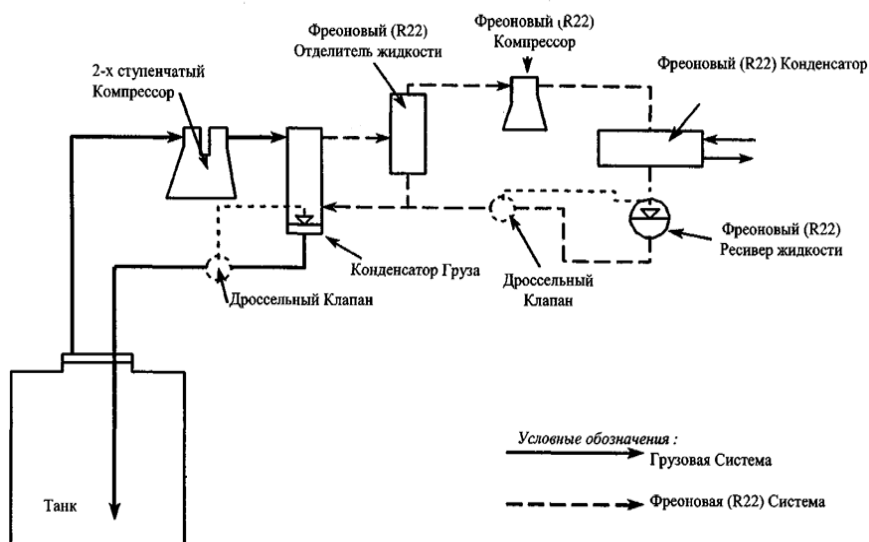 Фреоновый (R22)
Отделитель жидкости
Фреоновый (R22)
Компрессор
2-х ступенчатый
Компрессор
Фреоновый (R22) Конденсатор
Фреоновый (R22)
Ресивер жидкости
Конденсатор Груза
Дроссельный
Клапан
Дроссельный Клапан
Танк
Условные обозначения :
Грузовая Система
Фреоновая (R22) Система